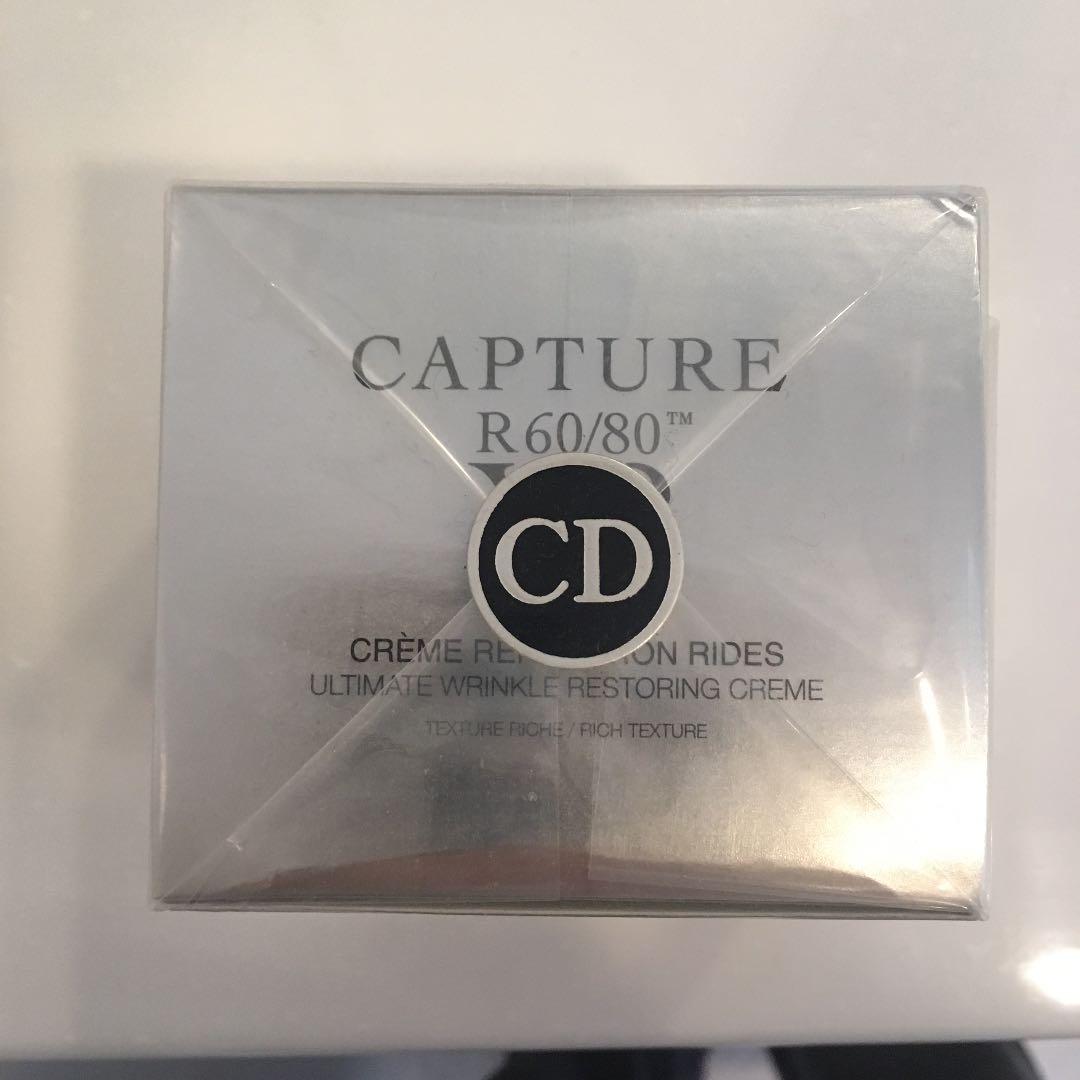 CAPTURE
R60/80™
CD
CRÈME RIDES
ULTIMATE WRINKLE RESTORING CREME
TEXTURE RICHE / RICH TEXTURE